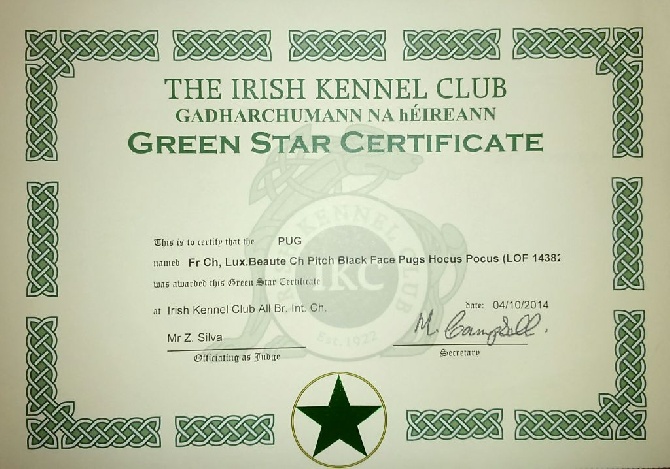 THE IRISH KENNEL CLUB
GADHARCHUMANN NA hÉIREANN
GREEN STAR CERTIFICATE
This is to certify that the PUG
named Fr Ch, Lux.Beaute Ch Pitch Black Face Pugs Hocus Pocus (LOF 14382
was awarded this Green Star Certificate
at Irish Kennel Club All Br. Int. Ch. date: 04/10/2014
Mr Z. Silva M. Campbell.
Officiating as Judge Secretary
KENNEL CLUB
IKC
Est. 1922